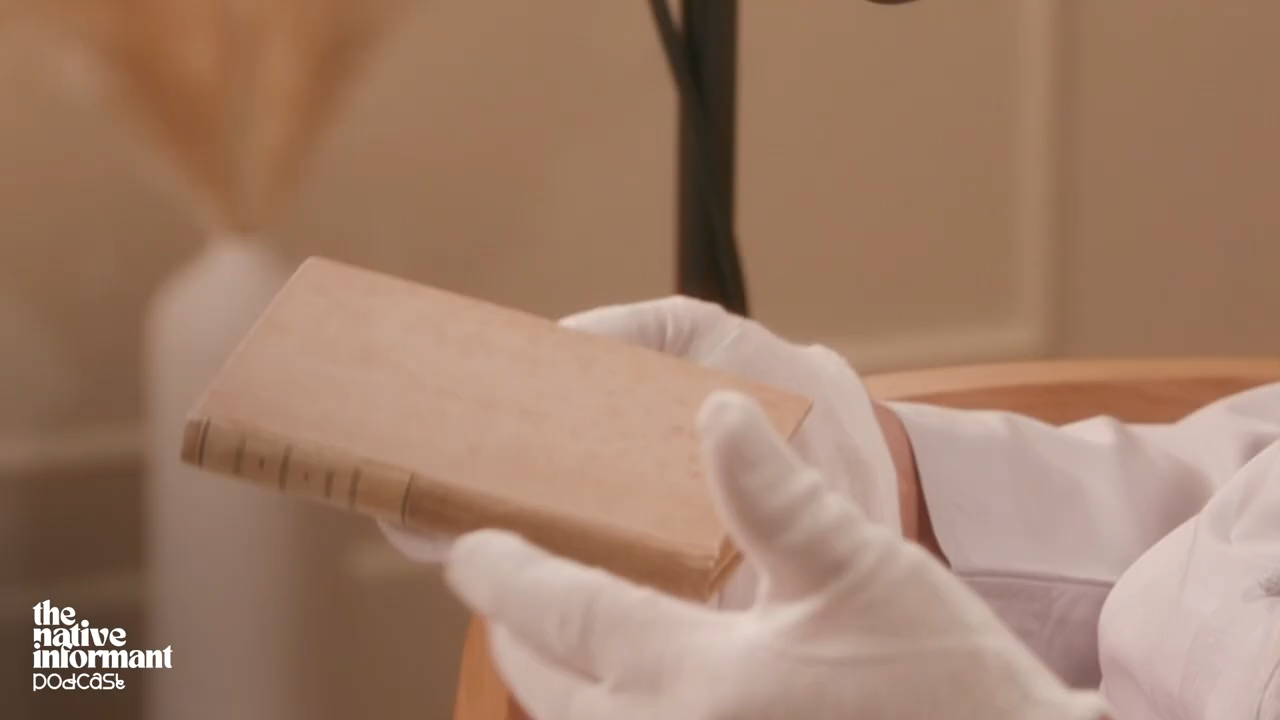 the
native
informant
podcast